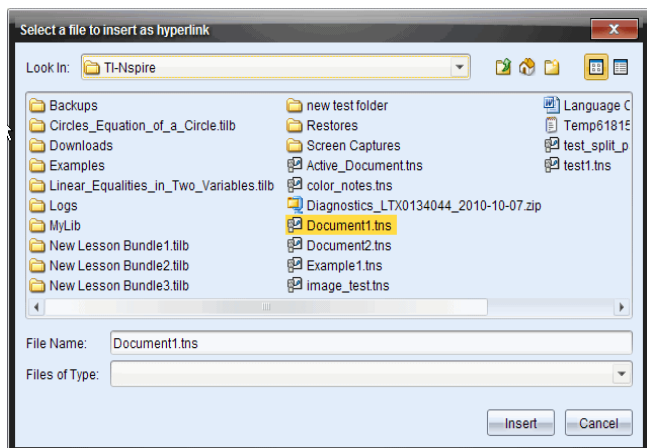 Select a file to insert as hyperlink
Look In: TI-Nspire
Backups
Circles_Equation_of_a_Circle.tilb
Downloads
Examples
Linear_Equalities_in_Two_Variables.tilb
Logs
MyLib
New Lesson Bundle1.tilb
New Lesson Bundle2.tilb
New Lesson Bundle3.tilb
new test folder
Restores
Screen Captures
Active_Document.tns
color_notes.tns
Diagnostics_LTX0134044_2010-10-07.zip
Document1.tns
Document2.tns
Example1.tns
image_test.tns
Language C
Temp61815
test_split_p
test1.tns
File Name: Document1.tns
Files of Type:
Insert Cancel